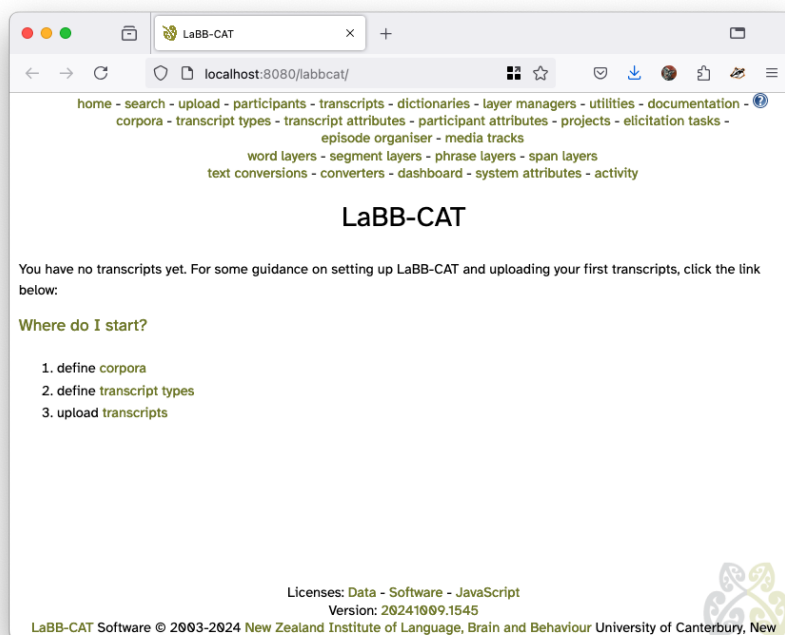 LaBB-CAT
localhost:8080/labbcat/
home - search - upload - participants - transcripts - dictionaries - layer managers - utilities - documentation -
corpora - transcript types - transcript attributes - participant attributes - projects - elicitation tasks -
episode organiser - media tracks
word layers - segment layers - phrase layers - span layers
text conversions - converters - dashboard - system attributes - activity
LaBB-CAT
You have no transcripts yet. For some guidance on setting up LaBB-CAT and uploading your first transcripts, click the link
below:
Where do I start?
1. define corpora
2. define transcript types
3. upload transcripts
Licenses: Data - Software - JavaScript
Version: 20241009.1545
LaBB-CAT Software © 2003-2024 New Zealand Institute of Language, Brain and Behaviour University of Canterbury, New